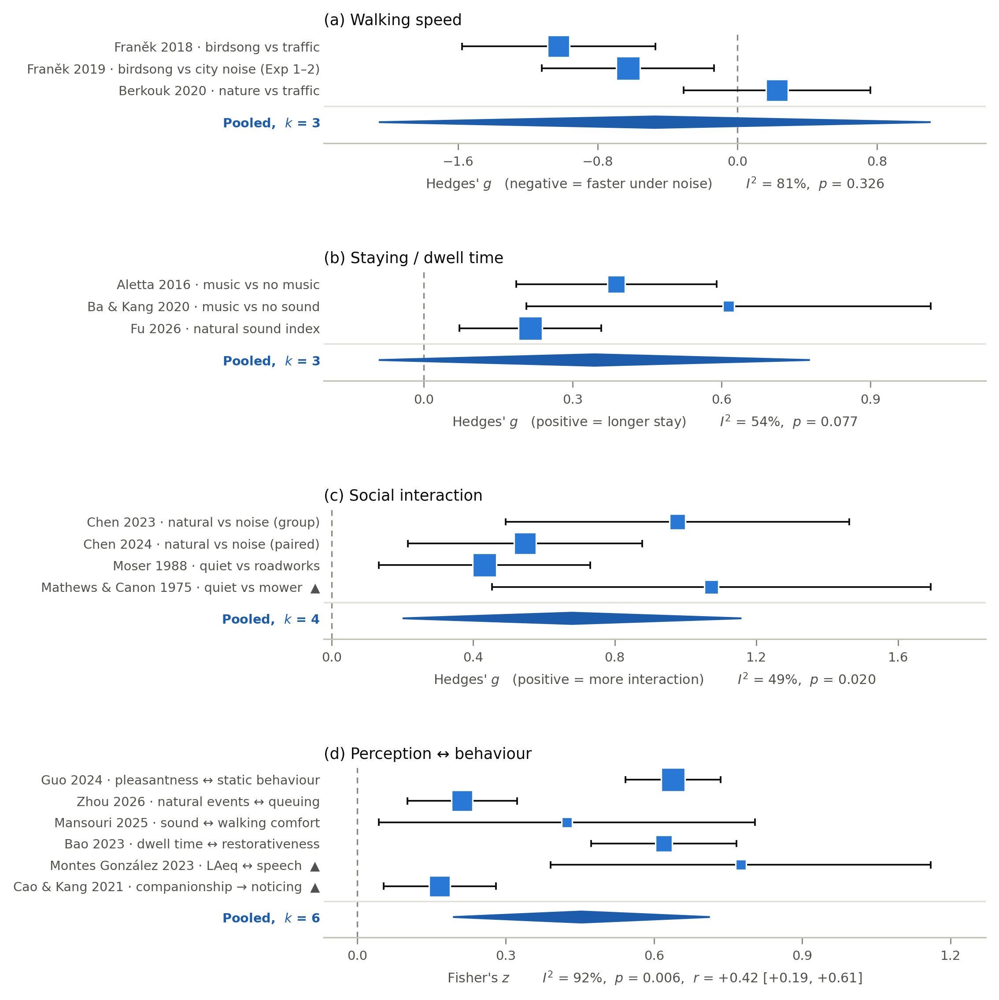 (a) Walking speed
Franěk 2018 · birdsong vs traffic
Franěk 2019 · birdsong vs city noise (Exp 1–2)
Berkouk 2020 · nature vs traffic
Pooled, k = 3
−1.6 −0.8 0.0 0.8
Hedges' g (negative = faster under noise) I² = 81%, p = 0.326
(b) Staying / dwell time
Aletta 2016 · music vs no music
Ba & Kang 2020 · music vs no sound
Fu 2026 · natural sound index
Pooled, k = 3
0.0 0.3 0.6 0.9
Hedges' g (positive = longer stay) I² = 54%, p = 0.077
(c) Social interaction
Chen 2023 · natural vs noise (group)
Chen 2024 · natural vs noise (paired)
Moser 1988 · quiet vs roadworks
Mathews & Canon 1975 · quiet vs mower ▲
Pooled, k = 4
0.0 0.4 0.8 1.2 1.6
Hedges' g (positive = more interaction) I² = 49%, p = 0.020
(d) Perception ↔ behaviour
Guo 2024 · pleasantness ↔ static behaviour
Zhou 2026 · natural events ↔ queuing
Mansouri 2025 · sound ↔ walking comfort
Bao 2023 · dwell time ↔ restorativeness
Montes González 2023 · LAeq ↔ speech ▲
Cao & Kang 2021 · companionship → noticing ▲
Pooled, k = 6
0.0 0.3 0.6 0.9 1.2
Fisher's z I² = 92%, p = 0.006, r = +0.42 [+0.19, +0.61]